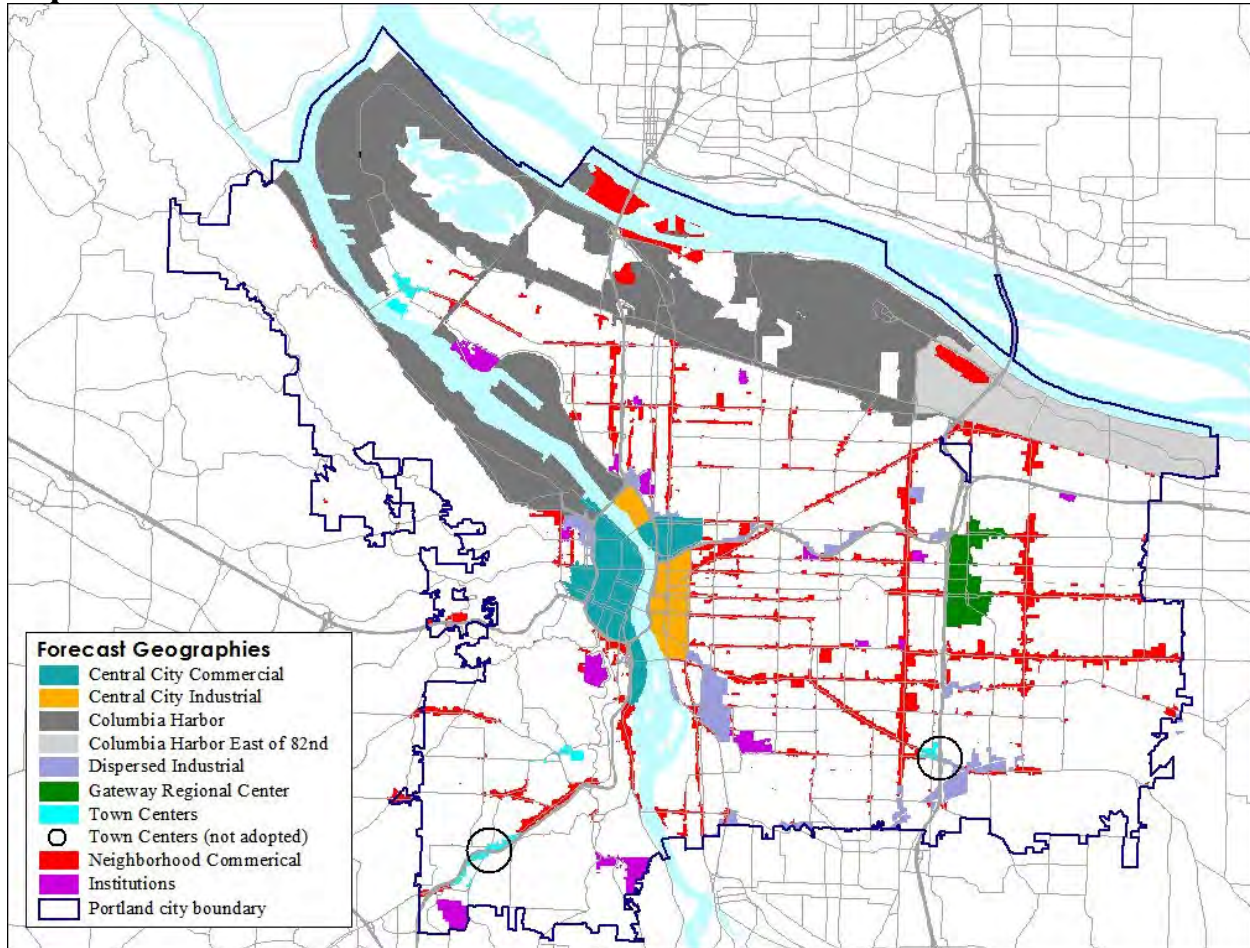 Forecast Geographies
Central City Commercial
Central City Industrial
Columbia Harbor
Columbia Harbor East of 82nd
Dispersed Industrial
Gateway Regional Center
Town Centers
Town Centers (not adopted)
Neighborhood Commerical
Institutions
Portland city boundary